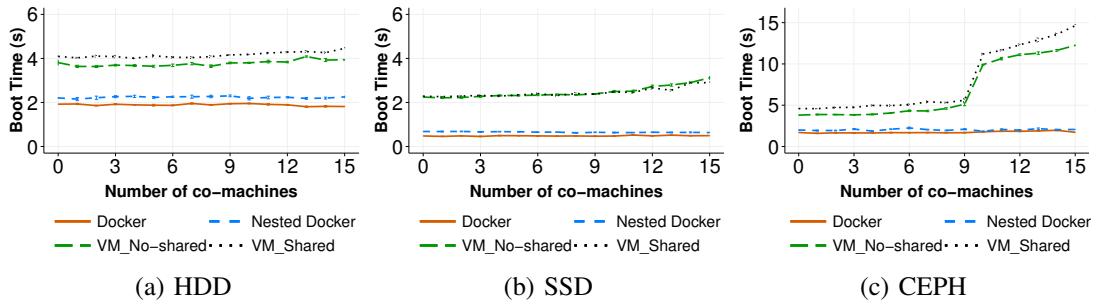 6
4
2
0
Boot Time (s)
0 3 6 9 12 15
Number of co−machines
Docker Nested Docker
VM_No−shared VM_Shared
(a) HDD
6
4
2
0
Boot Time (s)
0 3 6 9 12 15
Number of co−machines
Docker Nested Docker
VM_No−shared VM_Shared
(b) SSD
15
10
5
0
Boot Time (s)
0 3 6 9 12 15
Number of co−machines
Docker Nested Docker
VM_No−shared VM_Shared
(c) CEPH